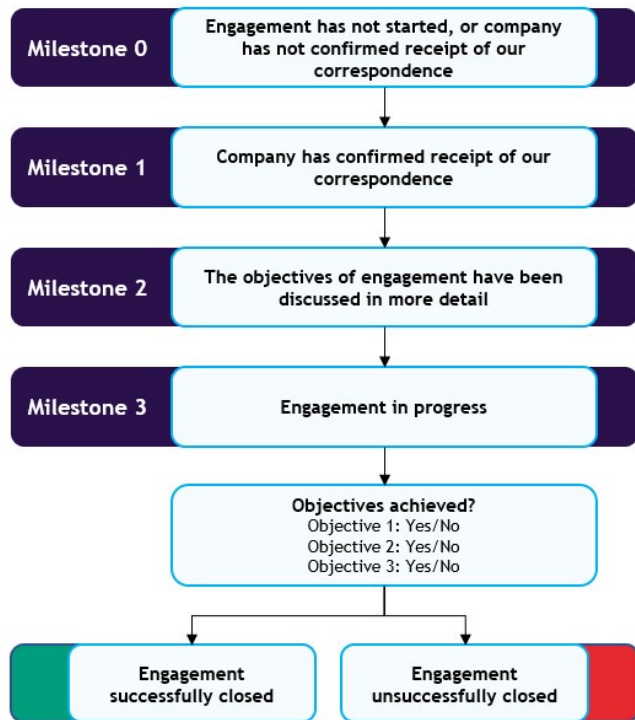 Milestone 0
Engagement has not started, or company
has not confirmed receipt of our
correspondence
Milestone 1
Company has confirmed receipt of our
correspondence
Milestone 2
The objectives of engagement have been
discussed in more detail
Milestone 3
Engagement in progress
Objectives achieved?
Objective 1: Yes/No
Objective 2: Yes/No
Objective 3: Yes/No
Engagement
successfully closed
Engagement
unsuccessfully closed